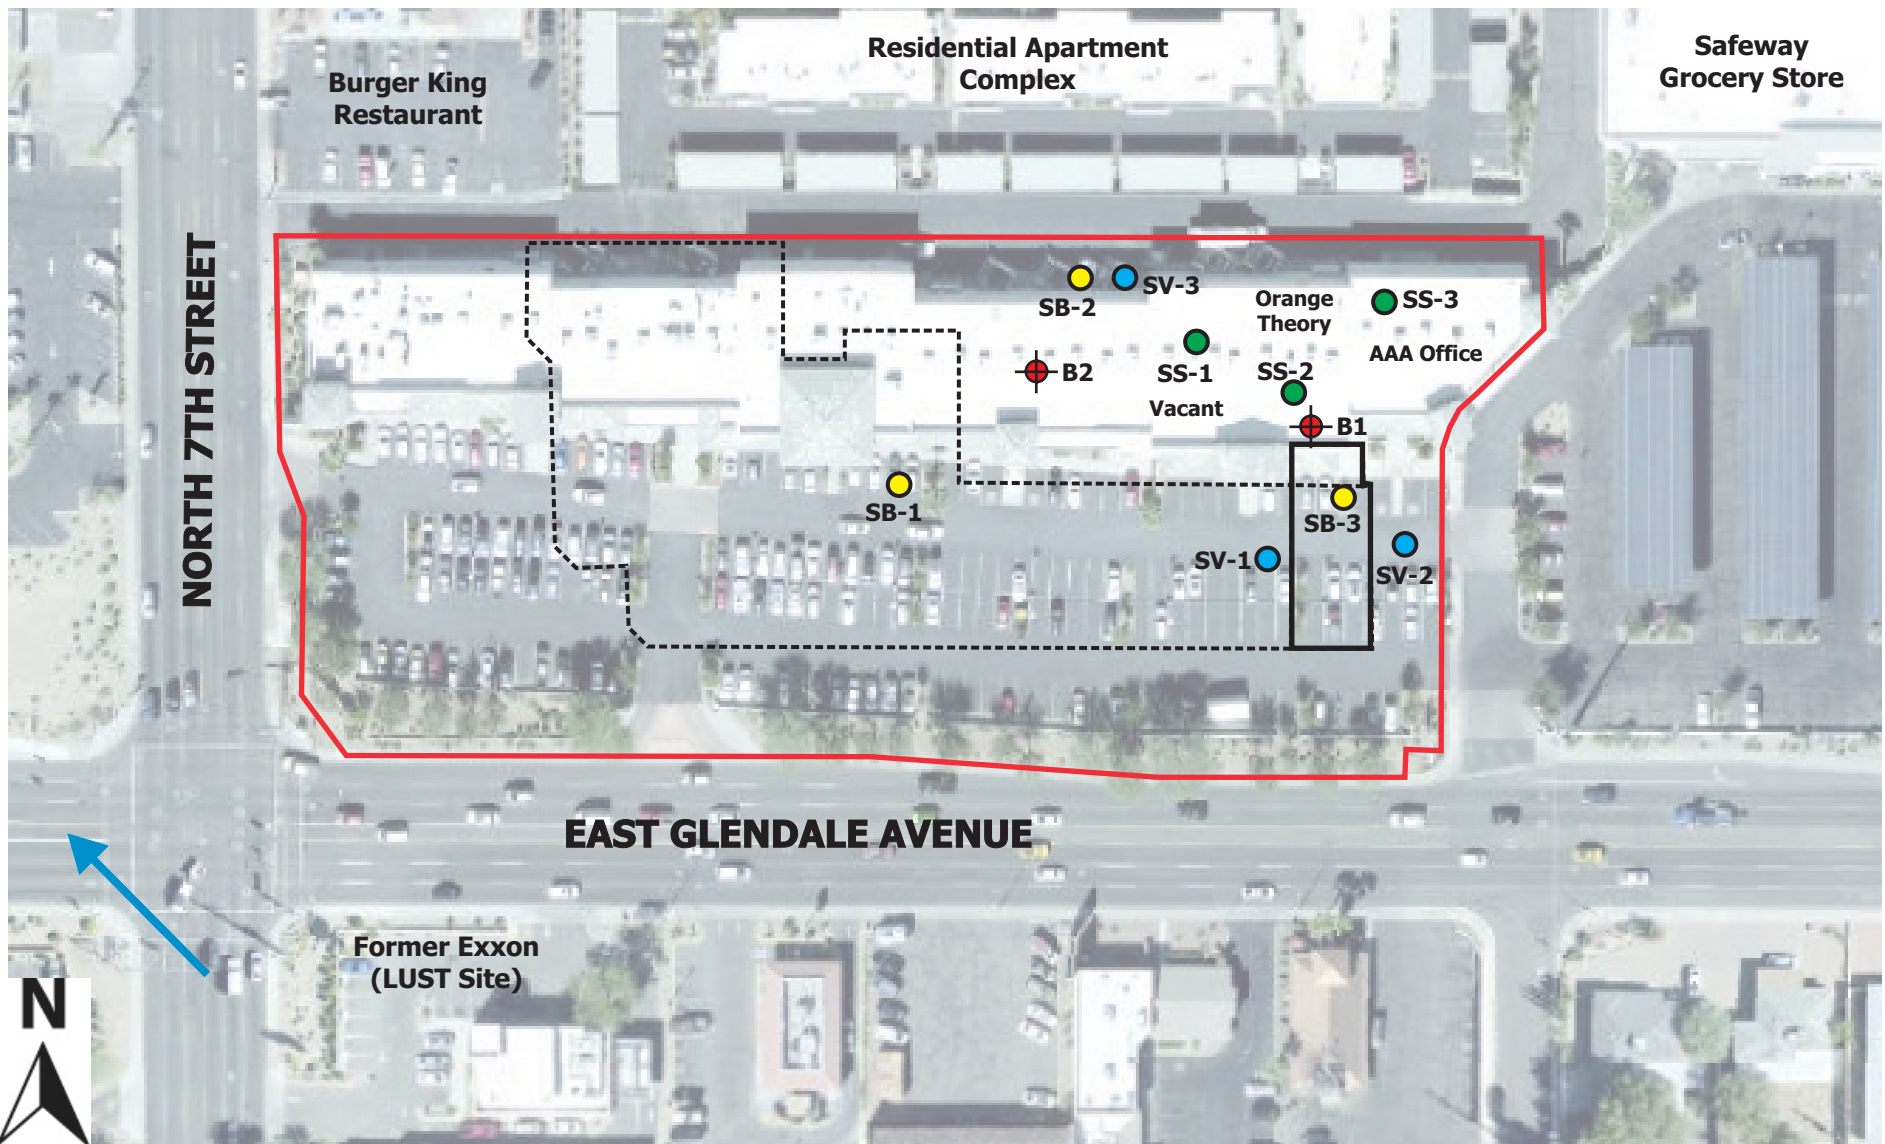 Burger King
Restaurant
Residential Apartment
Complex
Safeway
Grocery Store
NORTH 7TH STREET
SB-2
SV-3
Orange
Theory
SS-3
AAA Office
SS-1
SS-2
B2
Vacant
B1
SB-1
SB-3
SV-1
SV-2
EAST GLENDALE AVENUE
Former Exxon
(LUST Site)
N